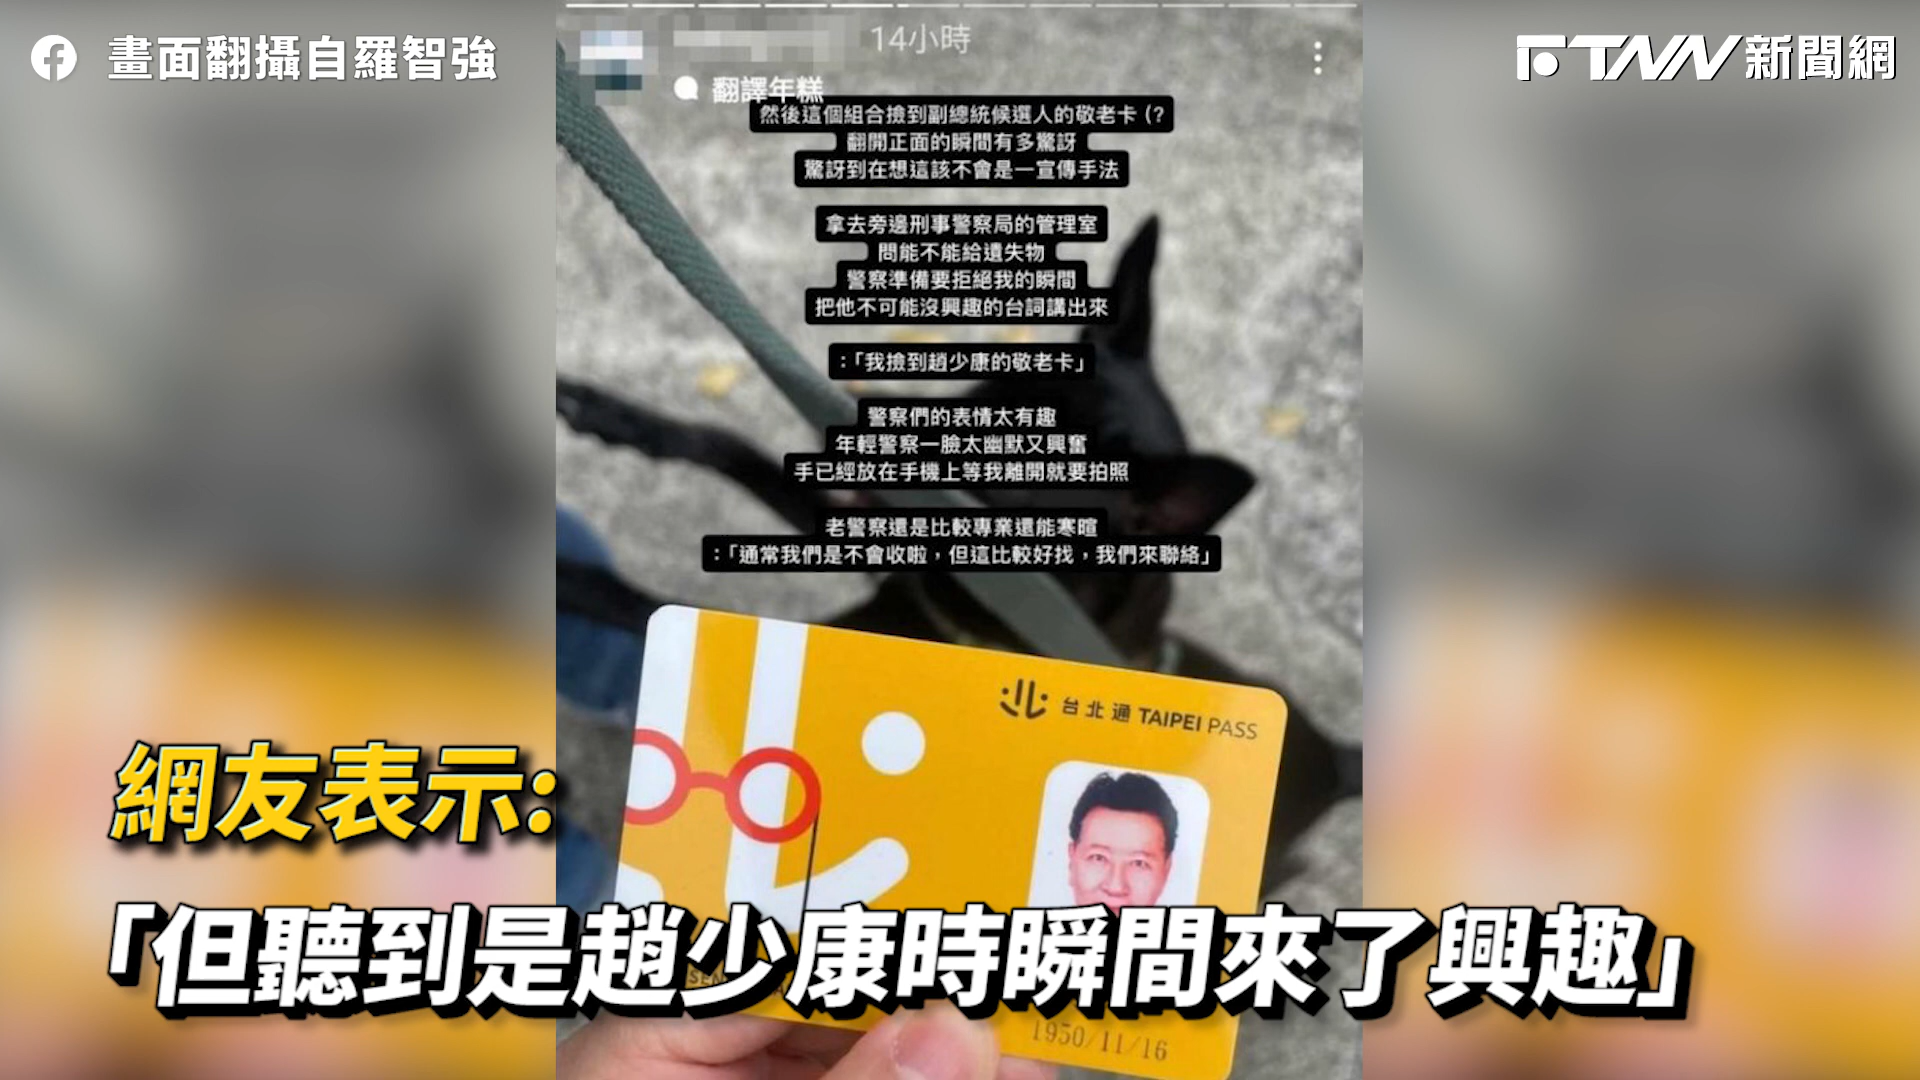 畫面翻攝自羅智強
TNN新聞網
14小時
翻譯年糕
然後這個組合撿到副總統候選人的敬老卡 (?
翻開正面的瞬間有多驚訝
驚訝到在想這該不會是一宣傳手法
拿去旁邊刑事警察局的管理室
問能不能給遺失物
警察準備要拒絕我的瞬間
把他不可能沒興趣的台詞講出來
：「我撿到趙少康的敬老卡」
警察們的表情太有趣
年輕警察一臉太幽默又興奮
手已經放在手機上等我離開就要拍照
老警察還是比較專業還能寒暄
：「通常我們是不會收啦，但這比較好找，我們來聯絡」
台北通 TAIPEI PASS
網友表示:
「但聽到是趙少康時瞬間來了興趣」
1950/11/16